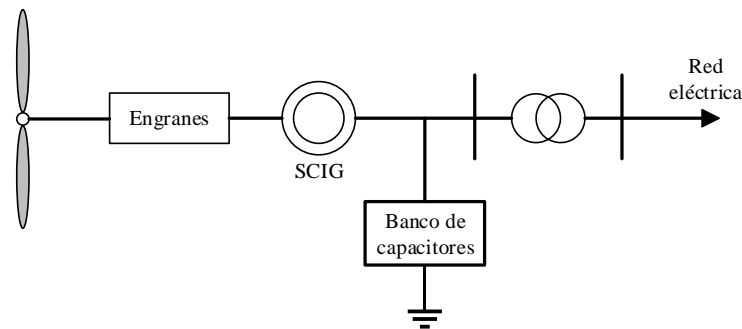 Engranes
SCIG
Banco de
capacitores
Red
eléctrica